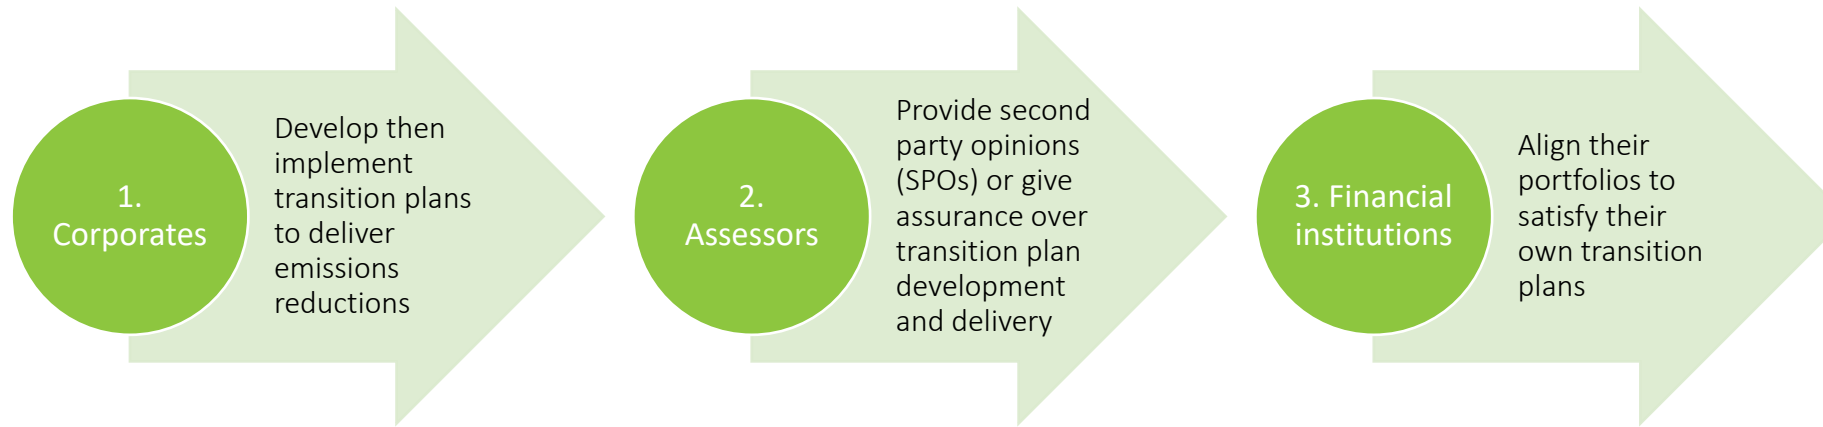 1.
Corporates
Develop then
implement
transition plans
to deliver
emissions
reductions
2.
Assessors
Provide second
party opinions
(SPOs) or give
assurance over
transition plan
development
and delivery
3. Financial
institutions
Align their
portfolios to
satisfy their
own transition
plans